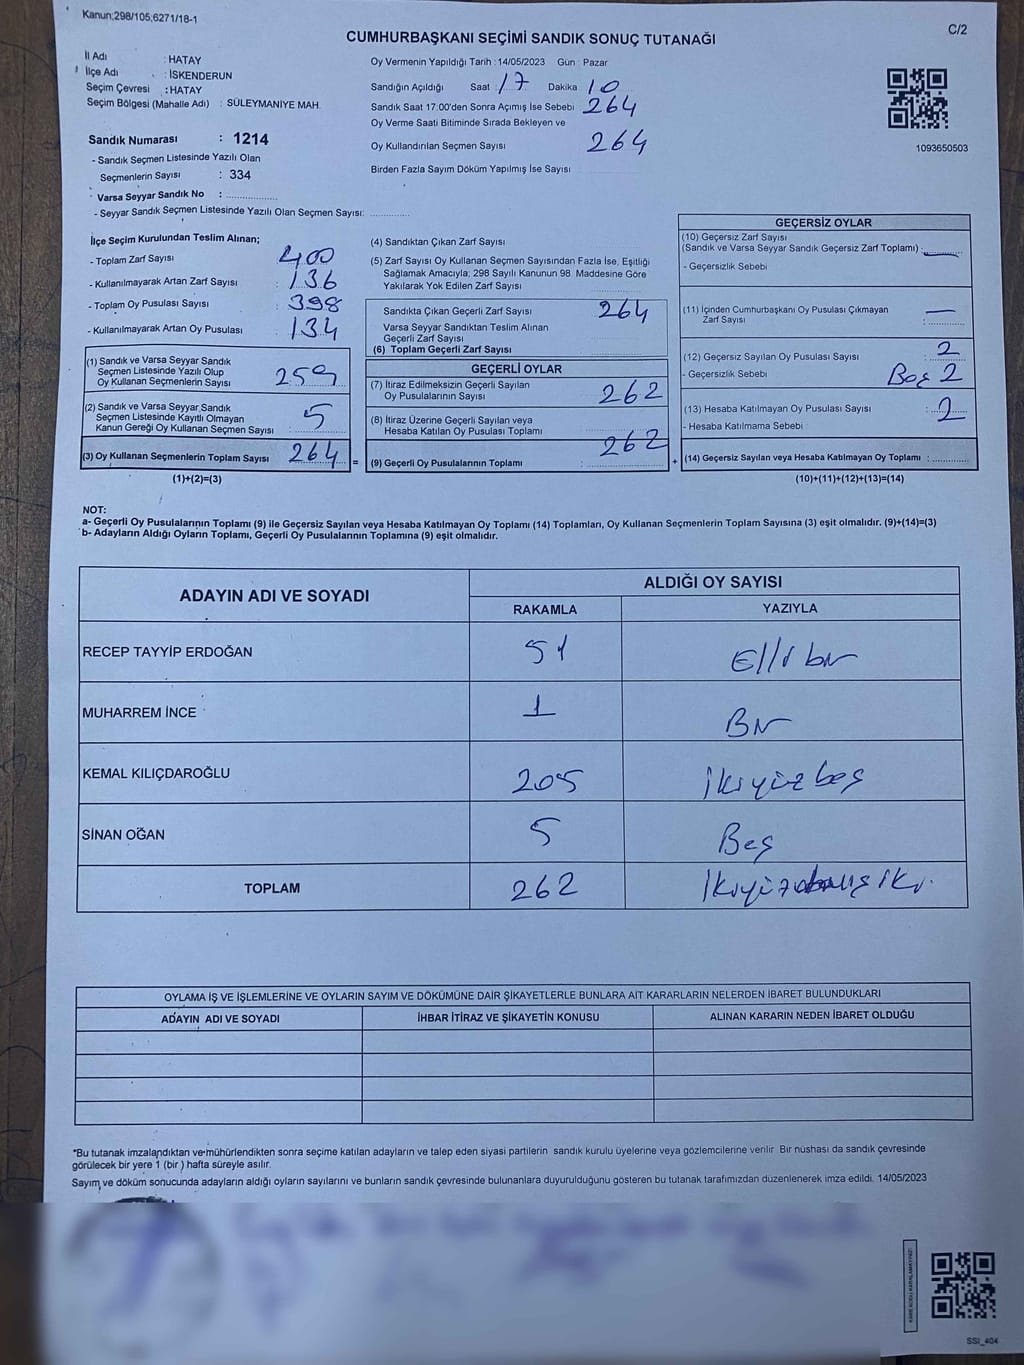 Kanun;298/105;6271/18-1
C/2
CUMHURBAŞKANI SEÇİMİ SANDIK SONUÇ TUTANAĞI
İl Adı : HATAY
İlçe Adı : İSKENDERUN
Seçim Çevresi : HATAY
Seçim Bölgesi (Mahalle Adı) : SÜLEYMANİYE MAH.
Oy Vermenin Yapıldığı Tarih : 14/05/2023 Gün : Pazar
Sandığın Açıldığı Saat 17 Dakika 10
Sandık Saat 17:00'den Sonra Açımış İse Sebebi 264
Oy Verme Saati Bitiminde Sırada Bekleyen ve
Oy Kullandırılan Seçmen Sayısı 264
Birden Fazla Sayım Döküm Yapılmış İse Sayısı
1093650503
Sandık Numarası : 1214
- Sandık Seçmen Listesinde Yazılı Olan
Seçmenlerin Sayısı : 334
Varsa Seyyar Sandık No :
- Seyyar Sandık Seçmen Listesinde Yazılı Olan Seçmen Sayısı:
İlçe Seçim Kurulundan Teslim Alınan;
- Toplam Zarf Sayısı : 400
- Kullanılmayarak Artan Zarf Sayısı : 136
- Toplam Oy Pusulası Sayısı : 398
- Kullanılmayarak Artan Oy Pusulası : 134
(1) Sandık ve Varsa Seyyar Sandık
Seçmen Listesinde Yazılı Olup
Oy Kullanan Seçmenlerin Sayısı 259
(2) Sandık ve Varsa Seyyar Sandık
Seçmen Listesinde Kayıtlı Olmayan
Kanun Gereği Oy Kullanan Seçmen Sayısı : 5
(3) Oy Kullanan Seçmenlerin Toplam Sayısı 264 =
(1)+(2)=(3)
(4) Sandıktan Çıkan Zarf Sayısı
(5) Zarf Sayısı Oy Kullanan Seçmen Sayısından Fazla İse, Eşitliği
Sağlamak Amacıyla; 298 Sayılı Kanunun 98. Maddesine Göre
Yakılarak Yok Edilen Zarf Sayısı
Sandıkta Çıkan Geçerli Zarf Sayısı 264
Varsa Seyyar Sandıktan Teslim Alınan
Geçerli Zarf Sayısı
(6) Toplam Geçerli Zarf Sayısı
GEÇERLİ OYLAR
(7) İtiraz Edilmeksizin Geçerli Sayılan
Oy Pusulalarının Sayısı 262
(8) İtiraz Üzerine Geçerli Sayılan veya
Hesaba Katılan Oy Pusulası Toplamı
(9) Geçerli Oy Pusulalarının Toplamı : 262 +
GEÇERSİZ OYLAR
(10) Geçersiz Zarf Sayısı
(Sandık ve Varsa Seyyar Sandık Geçersiz Zarf Toplamı) : —
- Geçersizlik Sebebi
(11) İçinden Cumhurbaşkanı Oy Pusulası Çıkmayan
Zarf Sayısı : —
(12) Geçersiz Sayılan Oy Pusulası Sayısı : 2
- Geçersizlik Sebebi Boş 2
(13) Hesaba Katılmayan Oy Pusulası Sayısı : 2
- Hesaba Katılmama Sebebi :
(14) Geçersiz Sayılan veya Hesaba Katılmayan Oy Toplamı :
(10)+(11)+(12)+(13)=(14)
NOT:
a- Geçerli Oy Pusulalarının Toplamı (9) ile Geçersiz Sayılan veya Hesaba Katılmayan Oy Toplamı (14) Toplamları, Oy Kullanan Seçmenlerin Toplam Sayısına (3) eşit olmalıdır. (9)+(14)=(3)
b- Adayların Aldığı Oyların Toplamı, Geçerli Oy Pusulalarının Toplamına (9) eşit olmalıdır.
ADAYIN ADI VE SOYADI ALDIĞI OY SAYISI
RAKAMLA YAZIYLA
RECEP TAYYİP ERDOĞAN 51 Elli bir
MUHARREM İNCE 1 Bir
KEMAL KILIÇDAROĞLU 205 İkiyüz beş
SİNAN OĞAN 5 Beş
TOPLAM 262 İkiyüzaltmış iki.
OYLAMA İŞ VE İŞLEMLERİNE VE OYLARIN SAYIM VE DÖKÜMÜNE DAİR ŞİKAYETLERLE BUNLARA AİT KARARLARIN NELERDEN İBARET BULUNDUKLARI
ADAYIN ADI VE SOYADI İHBAR İTİRAZ VE ŞİKAYETİN KONUSU ALINAN KARARIN NEDEN İBARET OLDUĞU
*Bu tutanak imzalandıktan ve mühürlendikten sonra seçime katılan adayların ve talep eden siyasi partilerin sandık kurulu üyelerine veya gözlemcilerine verilir. Bir nüshası da sandık çevresinde
görülecek bir yere 1 (bir ) hafta süreyle asılır.
Sayım ve döküm sonucunda adayların aldığı oyların sayılarını ve bunların sandık çevresinde bulunanlara duyurulduğunu gösteren bu tutanak tarafımızdan düzenlenerek imza edildi. 14/05/2023
SSI_404